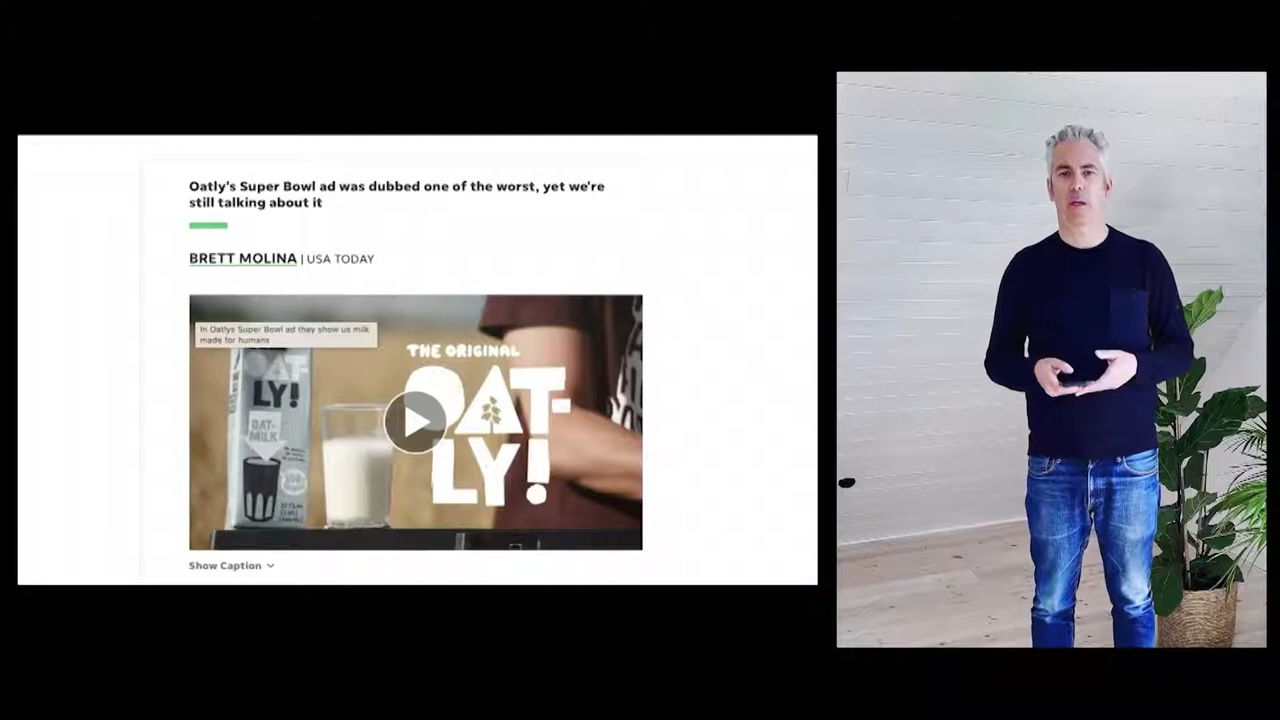 Oatly's Super Bowl ad was dubbed one of the worst, yet we're
still talking about it
BRETT MOLINA | USA TODAY
In Oatlys Super Bowl ad they show us milk
made for humans
THE ORIGINAL
OAT-
LY!
OAT-
LY!
OAT-
MILK
Show Caption